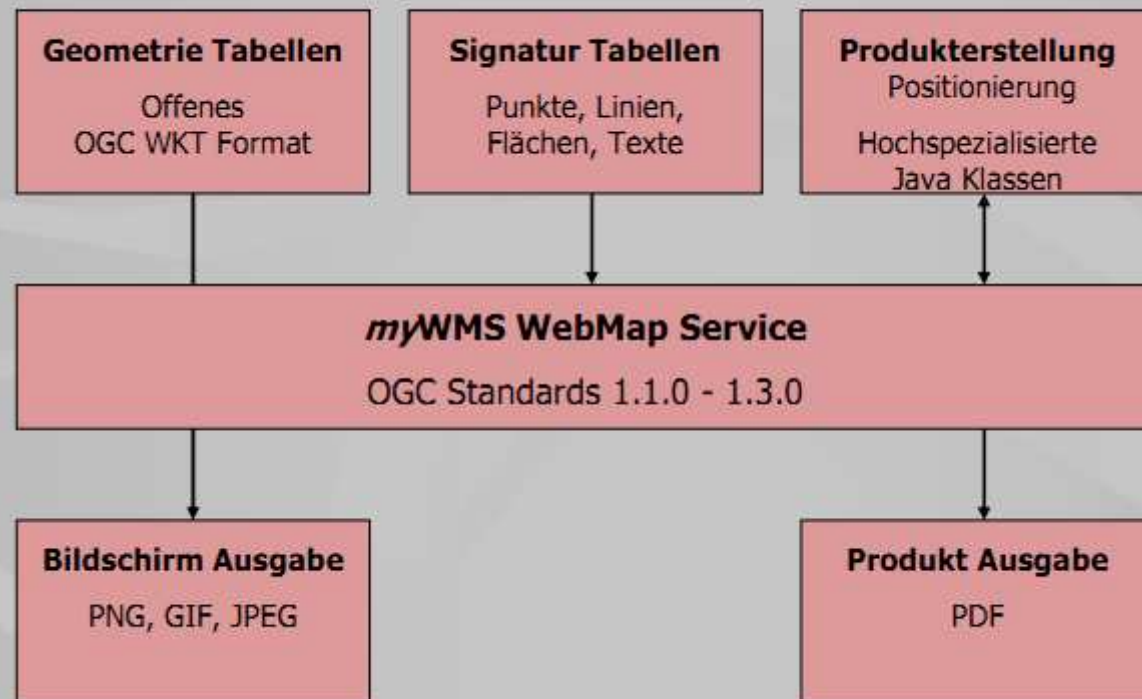 Geometrie Tabellen
Offenes
OGC WKT Format
Signatur Tabellen
Punkte, Linien,
Flächen, Texte
Produkterstellung
Positionierung
Hochspezialisierte
Java Klassen
myWMS WebMap Service
OGC Standards 1.1.0 - 1.3.0
Bildschirm Ausgabe
PNG, GIF, JPEG
Produkt Ausgabe
PDF